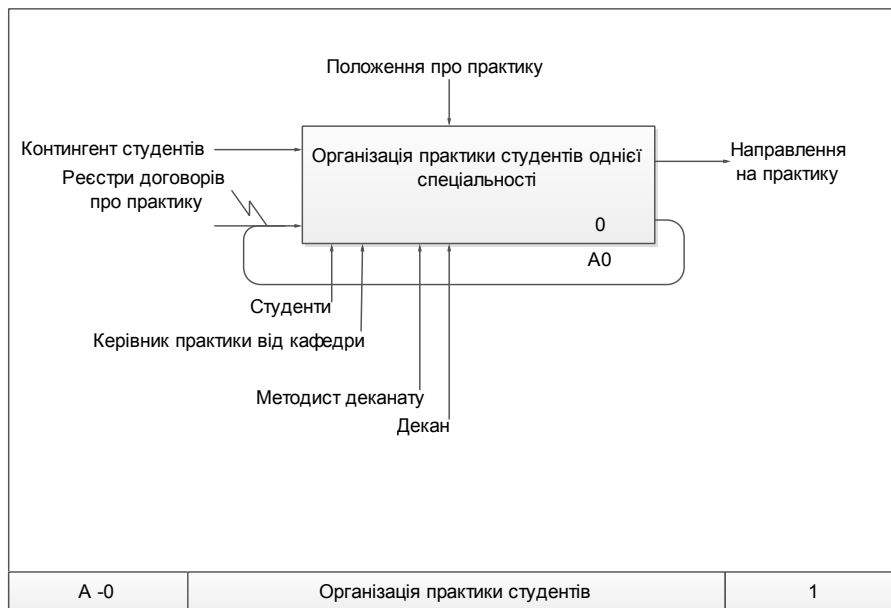 Положення про практику
Контингент студентів
Реєстри договорів
про практику
Організація практики студентів однієї
спеціальності
0
А0
Направлення
на практику
Студенти
Керівник практики від кафедри
Методист деканату
Декан
А -0
Організація практики студентів
1